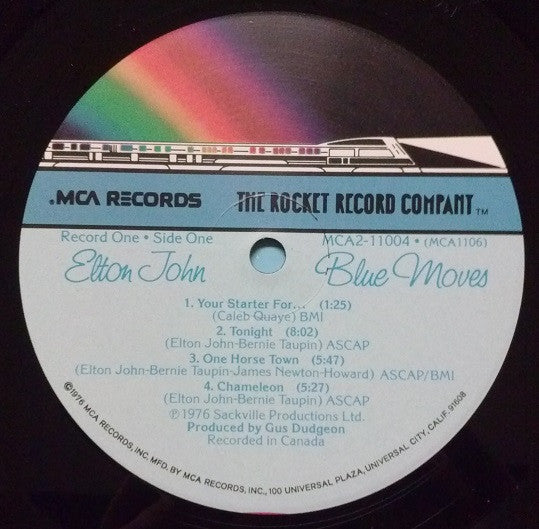 .MCA RECORDS THE ROCKET RECORD COMPANY TM
Record One • Side One MCA2-11004 • (MCA1106)
Elton John Blue Moves
1. Your Starter For... (1:25)
(Caleb Quaye) BMI
2. Tonight (8:02)
(Elton John-Bernie Taupin) ASCAP
3. One Horse Town (5:47)
(Elton John-Bernie Taupin-James Newton-Howard) ASCAP/BMI
4. Chameleon (5:27)
(Elton John-Bernie Taupin) ASCAP
℗1976 Sackville Productions Ltd.
Produced by Gus Dudgeon
Recorded in Canada
©1976 MCA RECORDS, INC. MFD. BY MCA RECORDS, INC., 100 UNIVERSAL PLAZA, UNIVERSAL CITY, CALIF. 91608